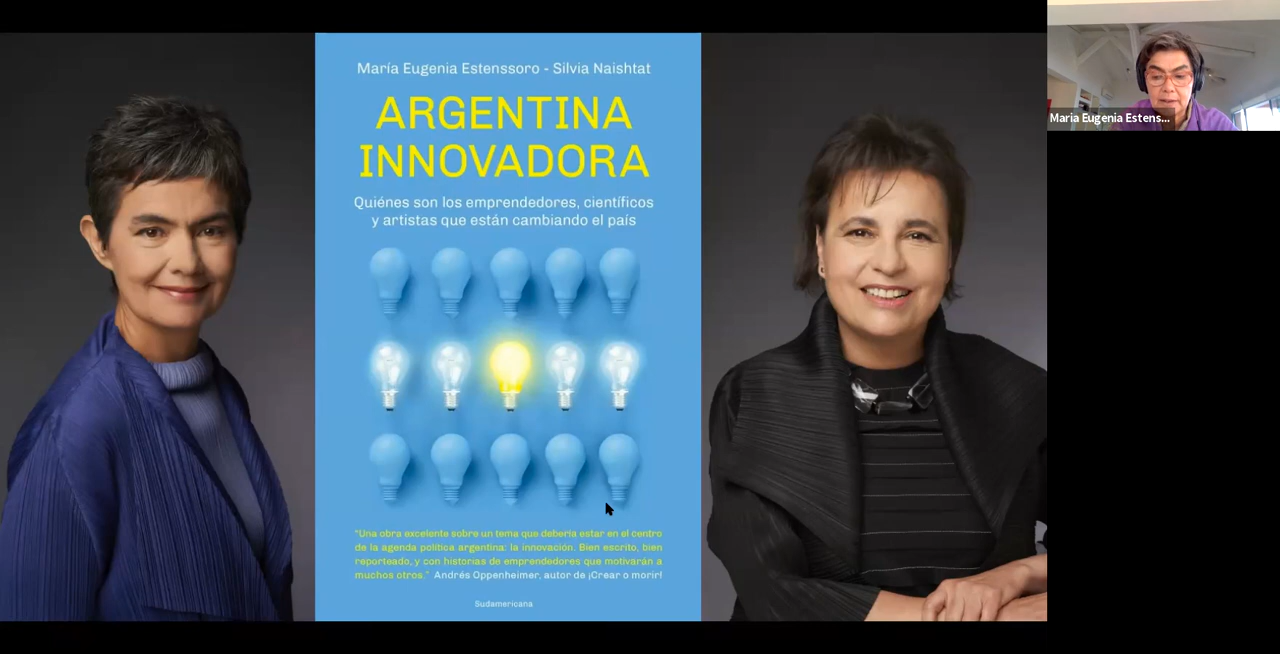 María Eugenia Estenssoro - Silvia Naishtat
ARGENTINA
INNOVADORA
Quiénes son los emprendedores, científicos
y artistas que están cambiando el país
"Una obra excelente sobre un tema que debería estar en el centro
de la agenda política argentina: la innovación. Bien escrito, bien
reporteado, y con historias de emprendedores que motivarán a
muchos otros." Andrés Oppenheimer, autor de ¡Crear o morir!
Sudamericana
Maria Eugenia Estens...